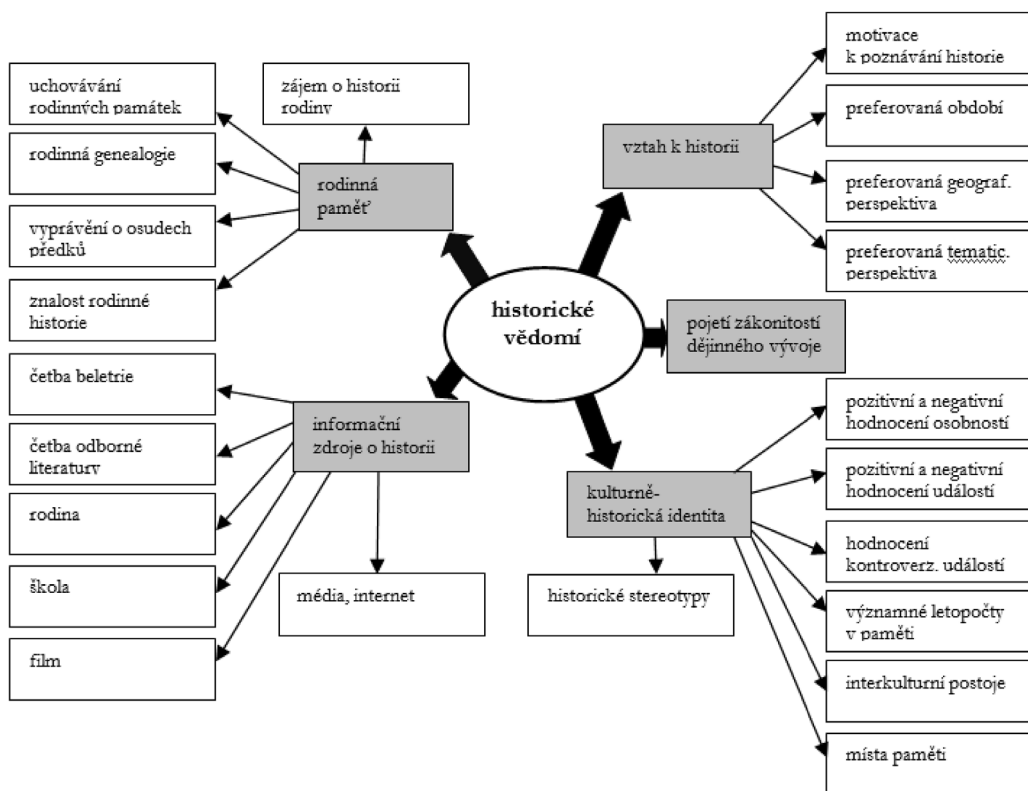 motivace
k poznávání historie
uchovávání
rodinných památek
zájem o historii
rodiny
preferovaná období
rodinná genealogie
vztah k historii
rodinná
paměť
preferovaná geograf.
perspektiva
vyprávění o osudech
předků
preferovaná tematic.
perspektiva
znalost rodinné
historie
historické
vědomí
pojetí zákonitostí
dějinného vývoje
četba beletrie
informační
zdroje o historii
pozitivní a negativní
hodnocení osobností
četba odborné
literatury
pozitivní a negativní
hodnocení událostí
kulturně-
historická identita
rodina
hodnocení
kontroverz. událostí
škola
média, internet
historické stereotypy
významné letopočty
v paměti
film
interkulturní postoje
místa paměti